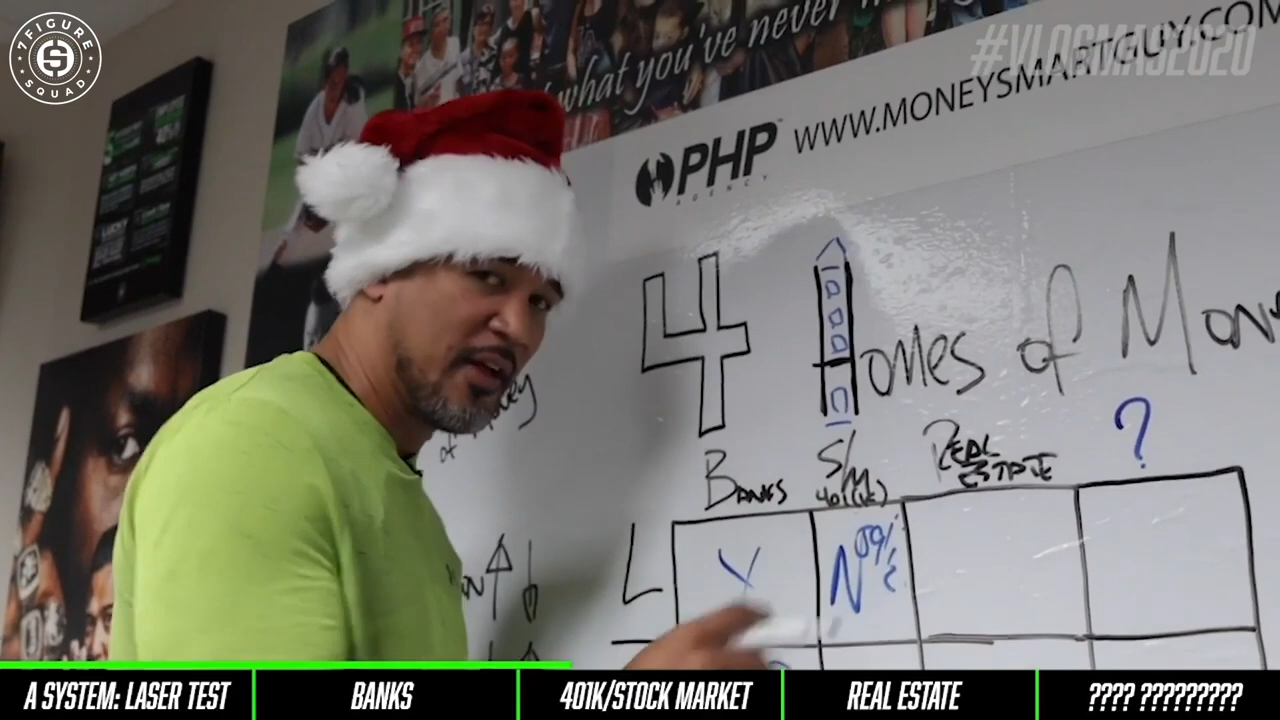 7FIGURE
SQUAD
#VLOGMAS2020
what you've never
WWW.MONEYSMARTGUY.COM
PHP
AGENCY
4 Homes of Mon
?
Banks
S/M
401(K)
REAL
ESTATE
L
Y
N
A SYSTEM: LASER TEST
BANKS
401K/STOCK MARKET
REAL ESTATE
???? ?????????